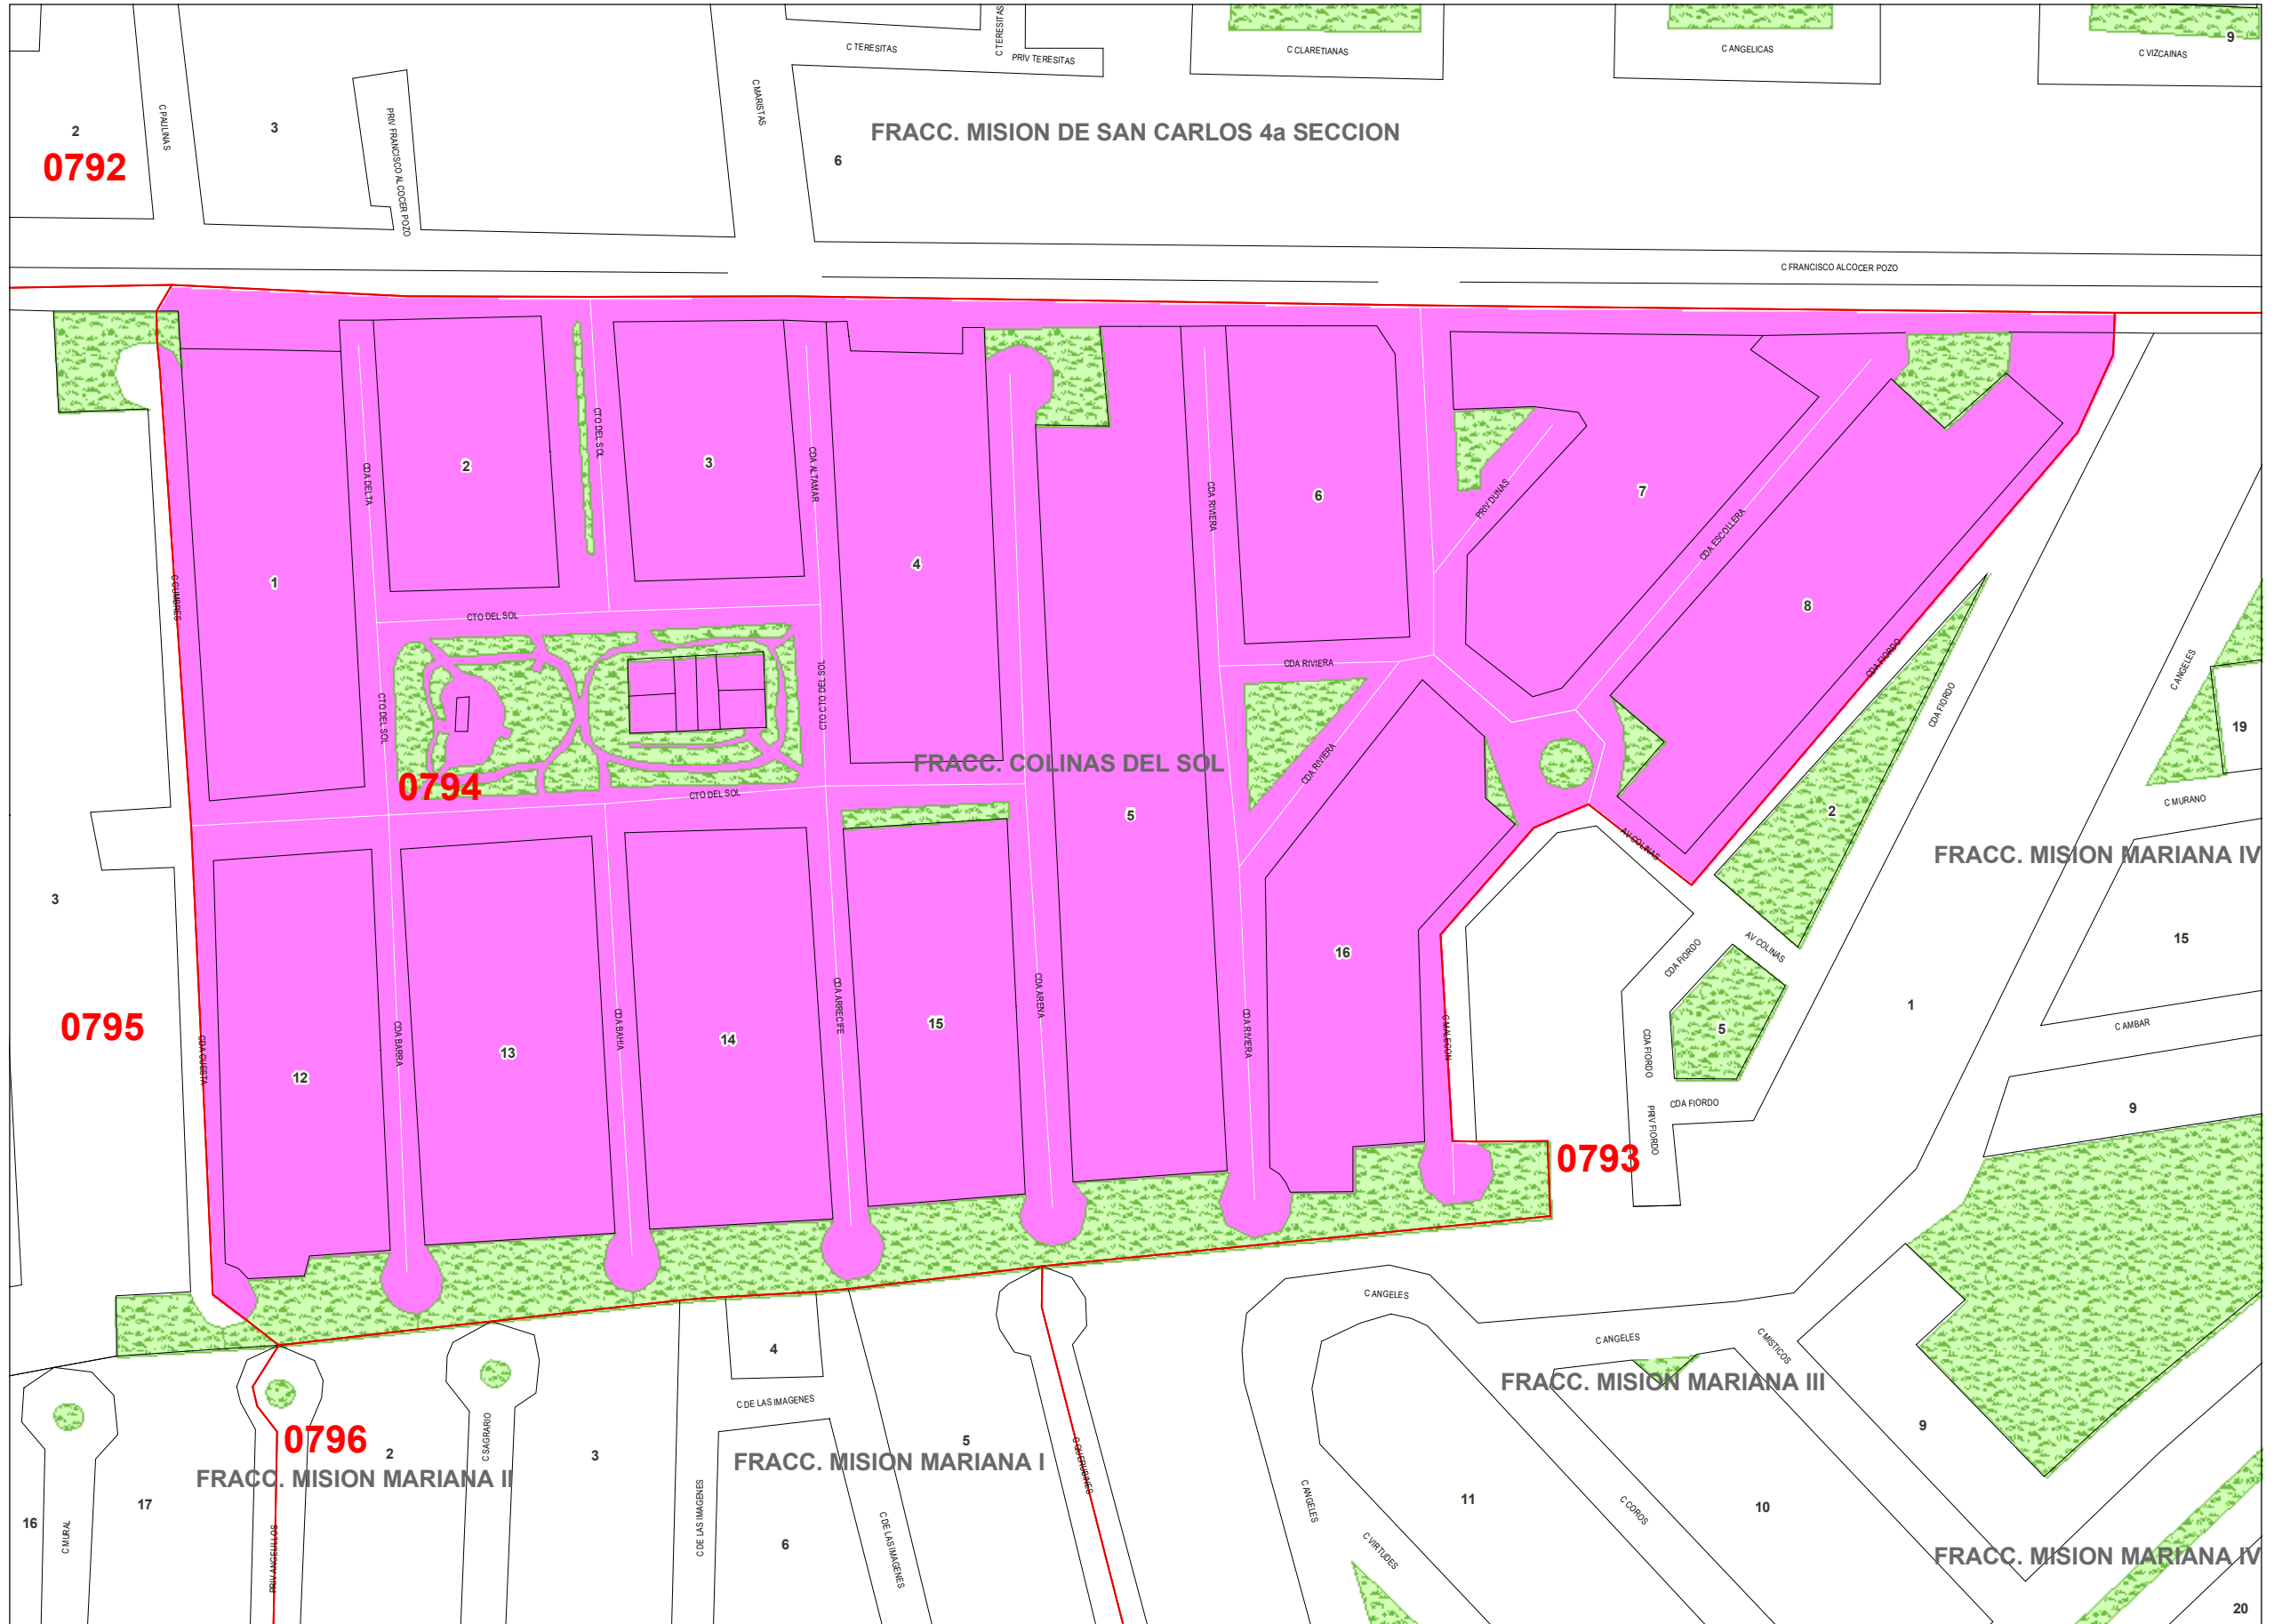 C TERESITAS
C TERESITAS
PRIV TERESITAS
C CLARETIANAS
C ANGELICAS
9
C VIZCAINAS
2
0792
C PAULINAS
3
PRIV FRANCISCO ALCOCER POZO
C MARISTAS
6
FRACC. MISION DE SAN CARLOS 4a SECCION
C FRANCISCO ALCOCER POZO
CDA DELTA
2
CTO DEL SOL
3
CDA ALTAMAR
4
CDA RIVIERA
6
PRIV DUNAS
7
CDA ESCOLLERA
8
C CUMBRES
1
CTO DEL SOL
CTO DEL SOL
CTO CTO DEL SOL
CDA RIVIERA
CDA RIVIERA
CDA FIORDO
CDA FIORDO
C ANGELES
19
C MURANO
0794
CTO DEL SOL
FRACC. COLINAS DEL SOL
5
2
AV COLINAS
FRACC. MISION MARIANA IV
3
0795
CDA CUESTA
12
CDA BARRA
13
CDA BAHIA
14
CDA ARRECIFE
15
CDA ARENA
CDA RIVIERA
16
C MALECON
CDA FIORDO
AV COLINAS
15
1
5
C AMBAR
CDA FIORDO
CDA FIORDO
PRIV FIORDO
9
0793
C ANGELES
C ANGELES
C MISTICOS
4
C DE LAS IMAGENES
FRACC. MISION MARIANA III
0796
2
C SAGRARIO
3
5
FRACC. MISION MARIANA I
FRACC. MISION MARIANA II
C QUERUBINES
9
16
C MURAL
17
PRIV ANGELILLOS
C DE LAS IMAGENES
6
C DE LAS IMAGENES
C ANGELES
C VIRTUDES
11
C COROS
10
FRACC. MISION MARIANA IV
20